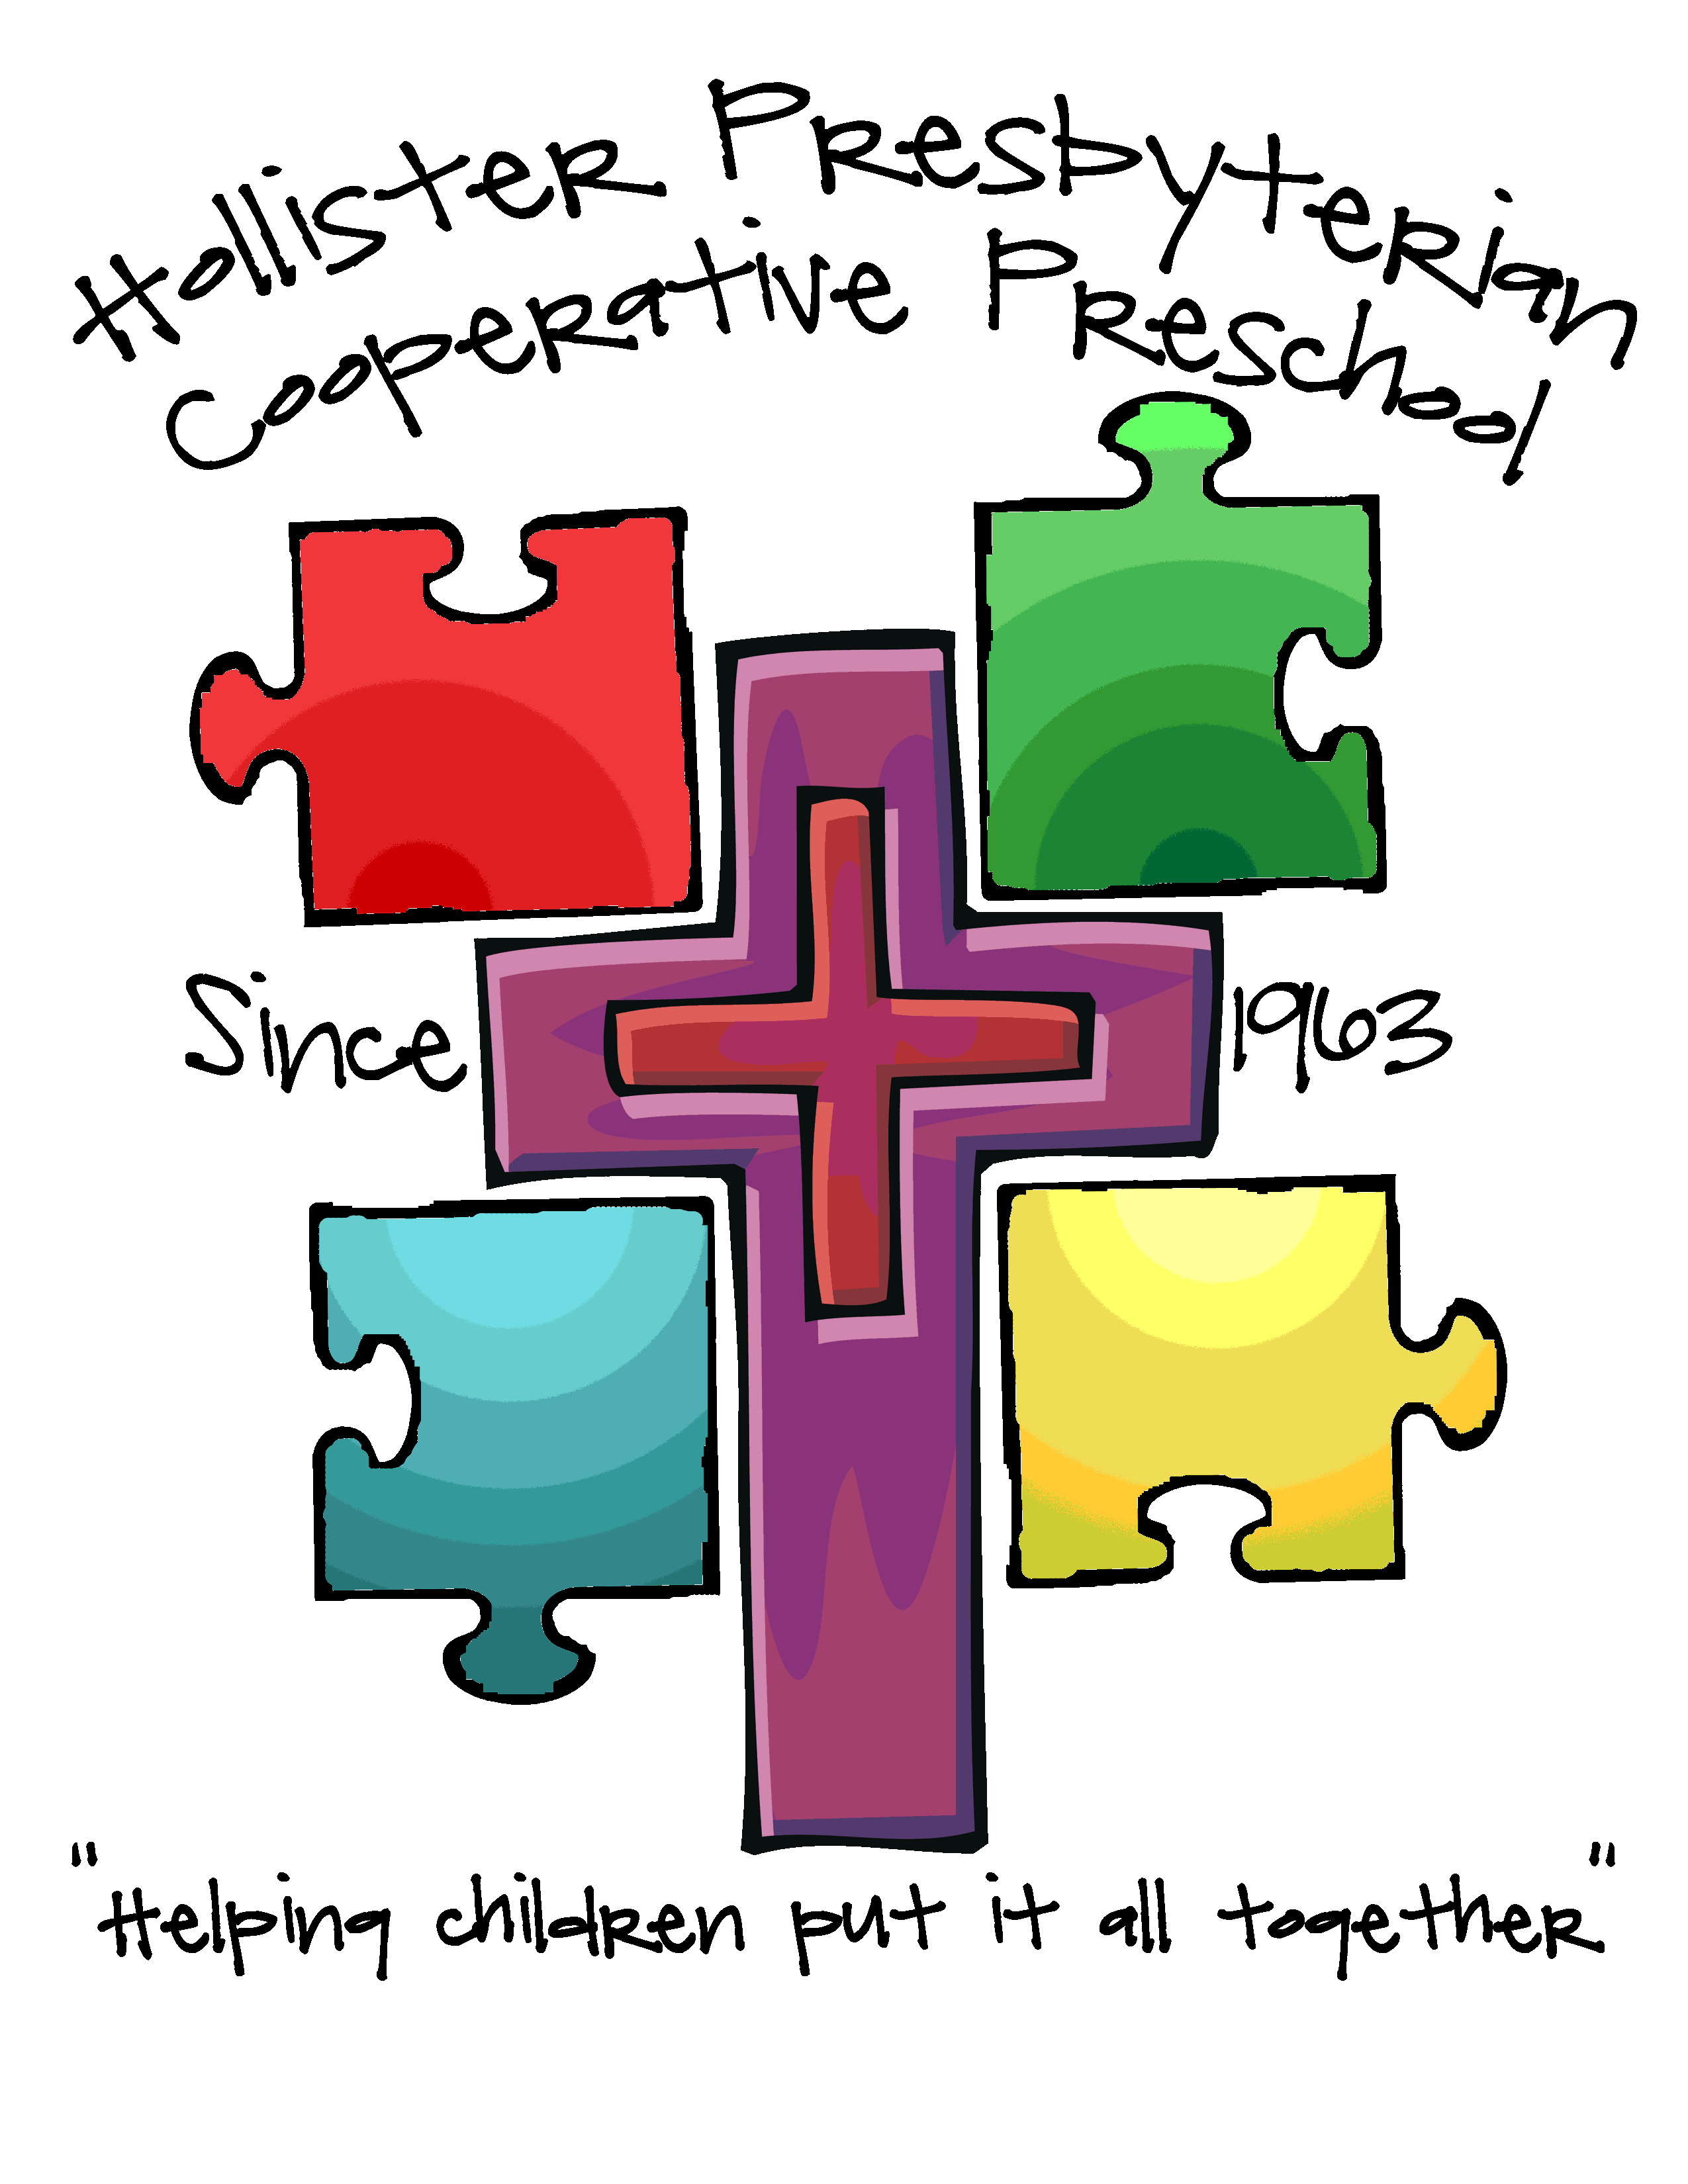 Hollister Presbyterian
Cooperative Preschool
Since 1963
"Helping children put it all together"